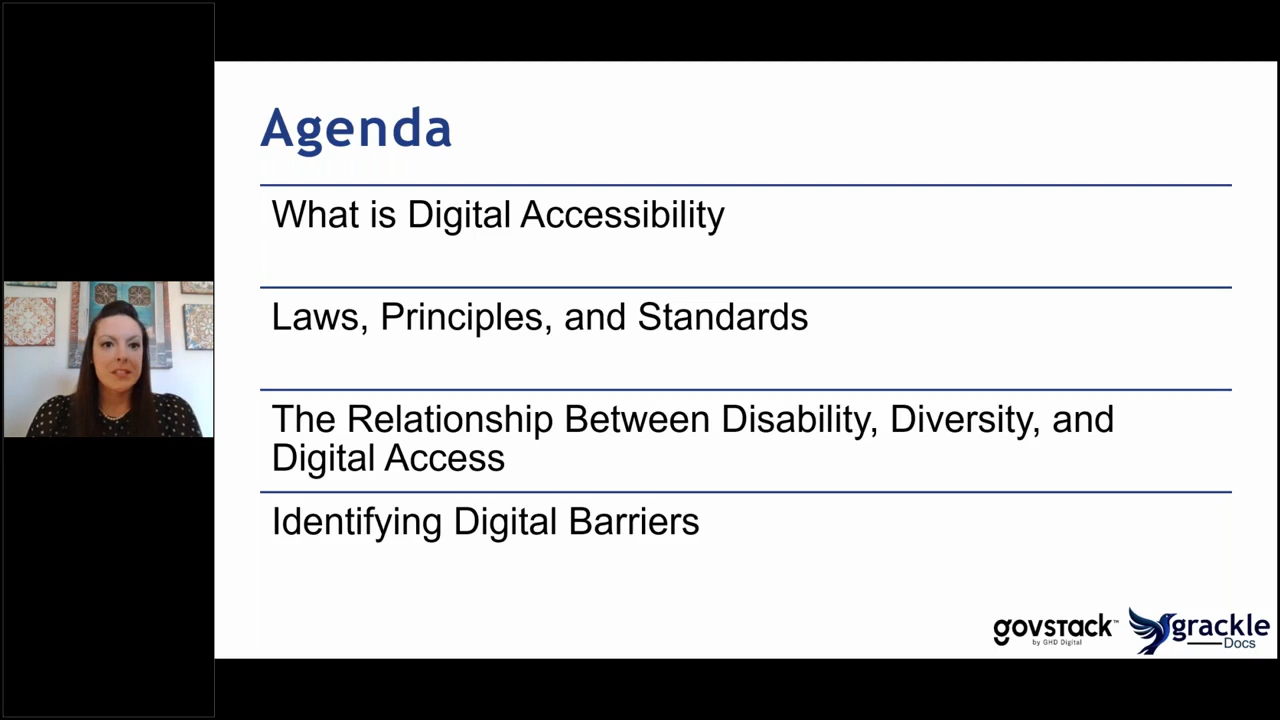 Agenda
What is Digital Accessibility
Laws, Principles, and Standards
The Relationship Between Disability, Diversity, and
Digital Access
Identifying Digital Barriers
govstack™
by GHD Digital
grackle
Docs